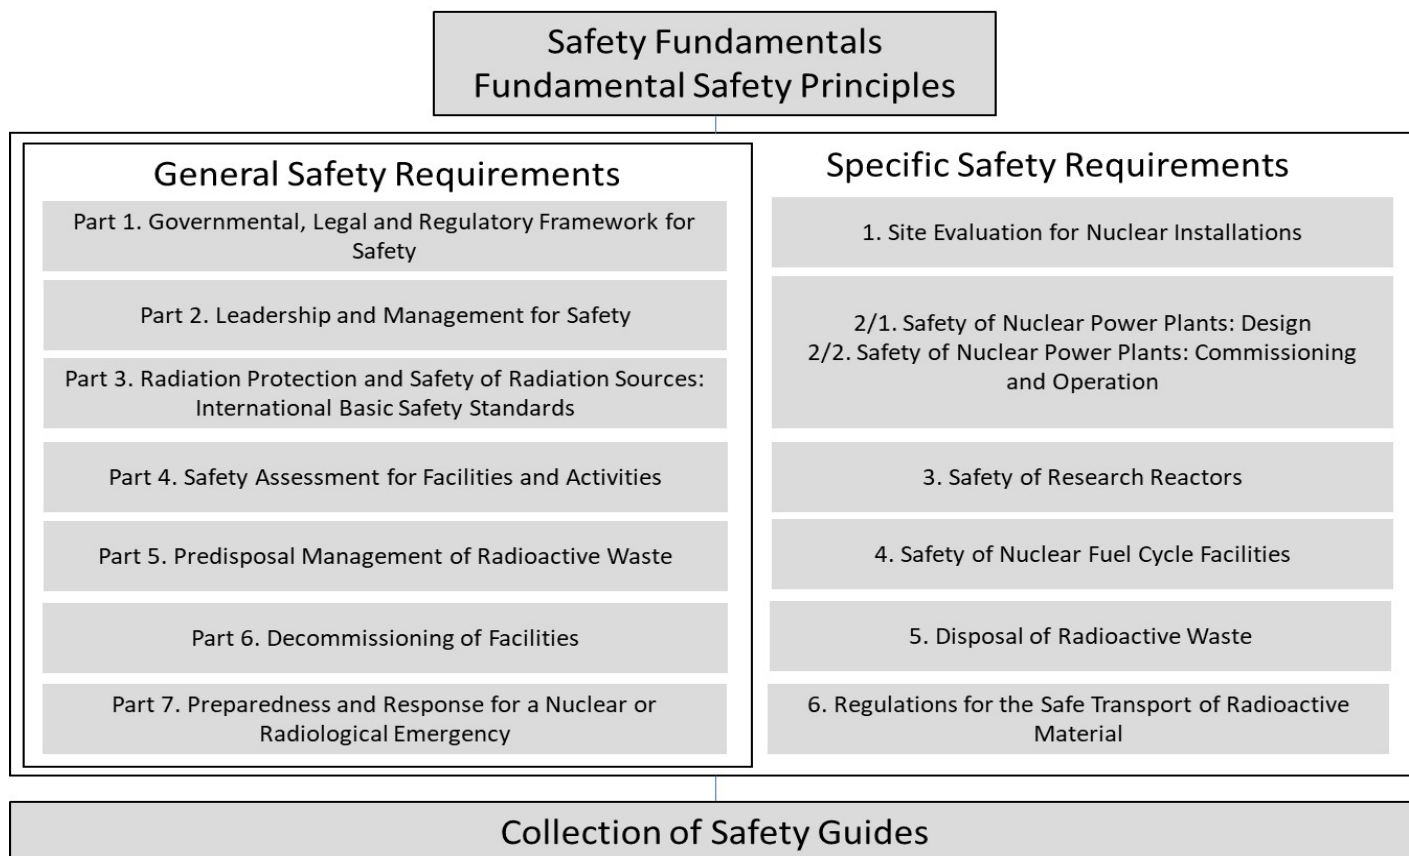 Safety Fundamentals
Fundamental Safety Principles
General Safety Requirements
Part 1. Governmental, Legal and Regulatory Framework for
Safety
Part 2. Leadership and Management for Safety
Part 3. Radiation Protection and Safety of Radiation Sources:
International Basic Safety Standards
Part 4. Safety Assessment for Facilities and Activities
Part 5. Predisposal Management of Radioactive Waste
Part 6. Decommissioning of Facilities
Part 7. Preparedness and Response for a Nuclear or
Radiological Emergency
Specific Safety Requirements
1. Site Evaluation for Nuclear Installations
2/1. Safety of Nuclear Power Plants: Design
2/2. Safety of Nuclear Power Plants: Commissioning
and Operation
3. Safety of Research Reactors
4. Safety of Nuclear Fuel Cycle Facilities
5. Disposal of Radioactive Waste
6. Regulations for the Safe Transport of Radioactive
Material
Collection of Safety Guides